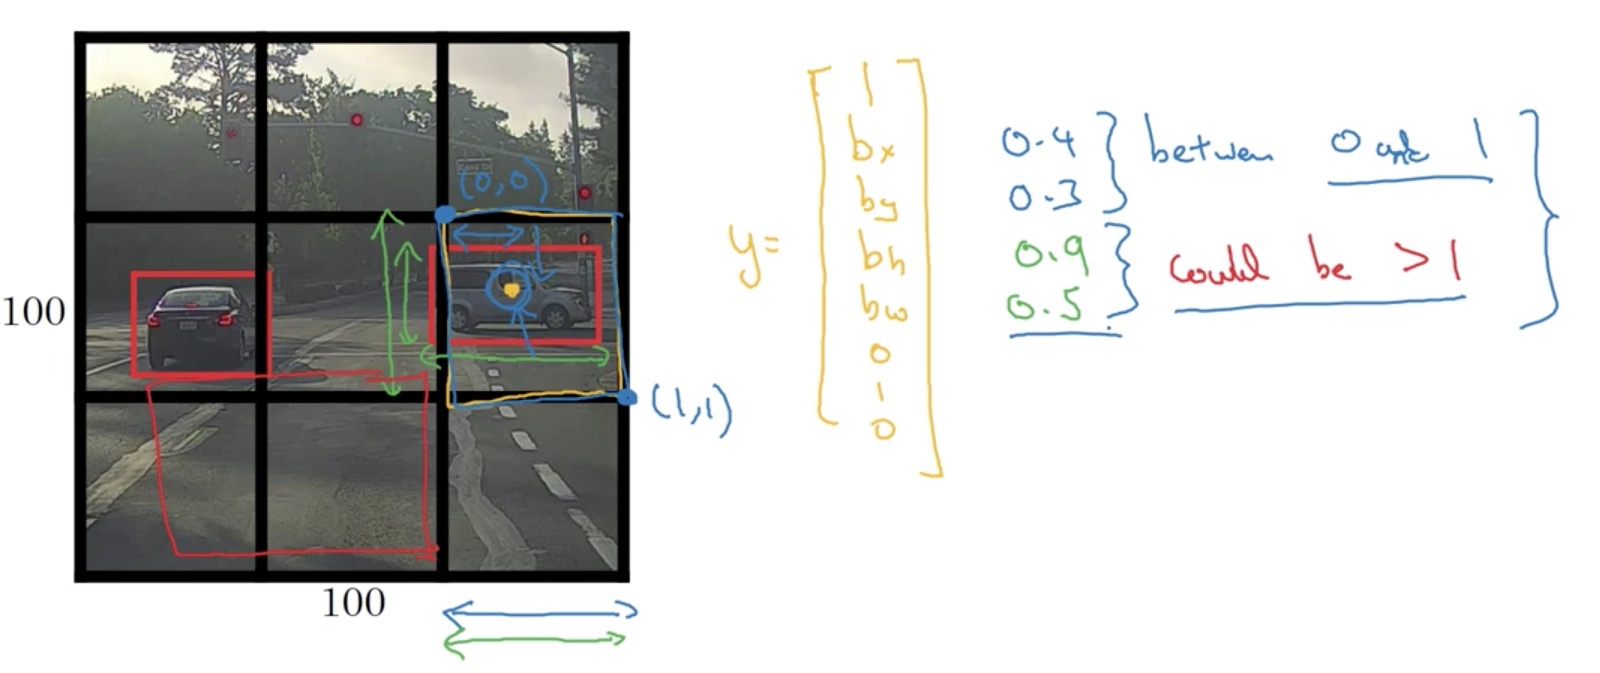 (0,0)
100
(1,1)
100
y=
1
bx
by
bh
bw
0
1
0
0.4
0.3
0.9
0.5
betwen 0 and 1
could be > 1